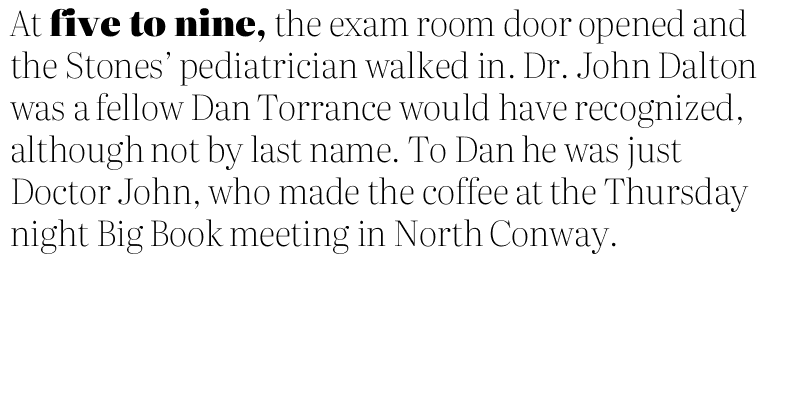 At five to nine, the exam room door opened and
the Stones’ pediatrician walked in. Dr. John Dalton
was a fellow Dan Torrance would have recognized,
although not by last name. To Dan he was just
Doctor John, who made the coffee at the Thursday
night Big Book meeting in North Conway.